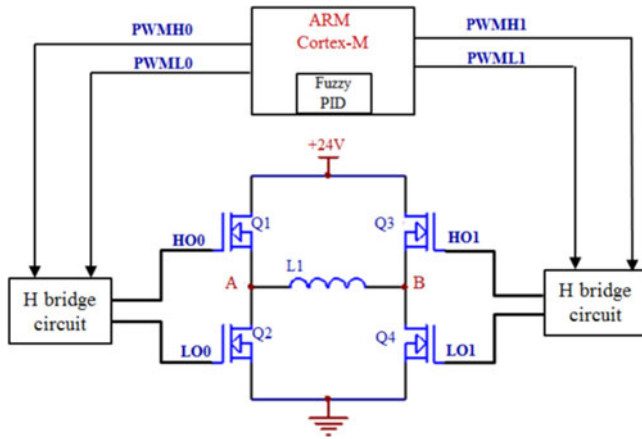 ARM
Cortex-M
Fuzzy
PID
PWMH0
PWML0
PWMH1
PWML1
+24V
Q1
Q3
HO0
HO1
L1
A
B
H bridge
circuit
H bridge
circuit
Q2
Q4
LO0
LO1